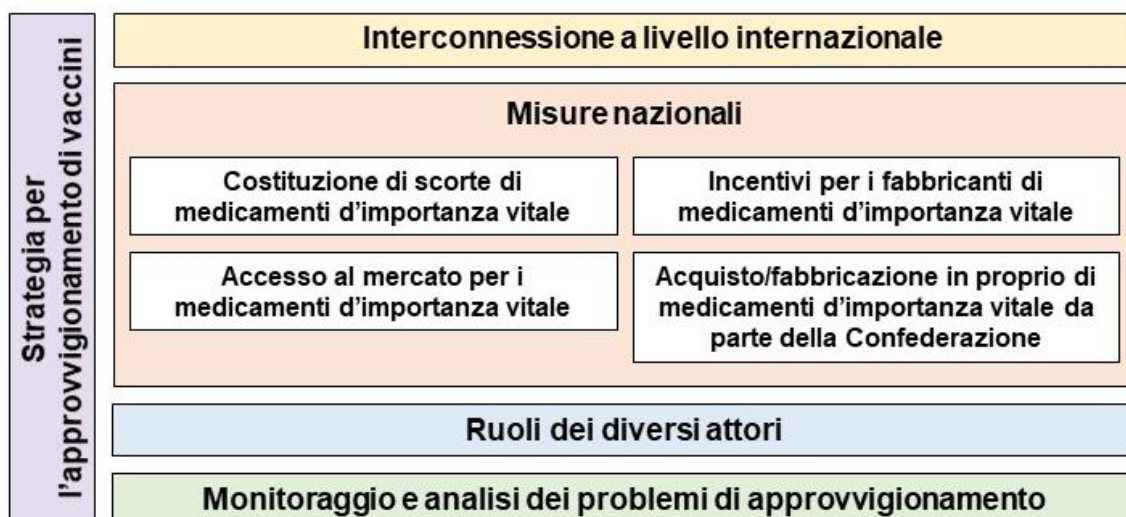 Strategia per
l'approvvigionamento di vaccini
Interconnessione a livello internazionale
Misure nazionali
Costituzione di scorte di
medicamenti d'importanza vitale
Incentivi per i fabbricanti di
medicamenti d'importanza vitale
Accesso al mercato per i
medicamenti d'importanza vitale
Acquisto/fabbricazione in proprio di
medicamenti d'importanza vitale da
parte della Confederazione
Ruoli dei diversi attori
Monitoraggio e analisi dei problemi di approvvigionamento